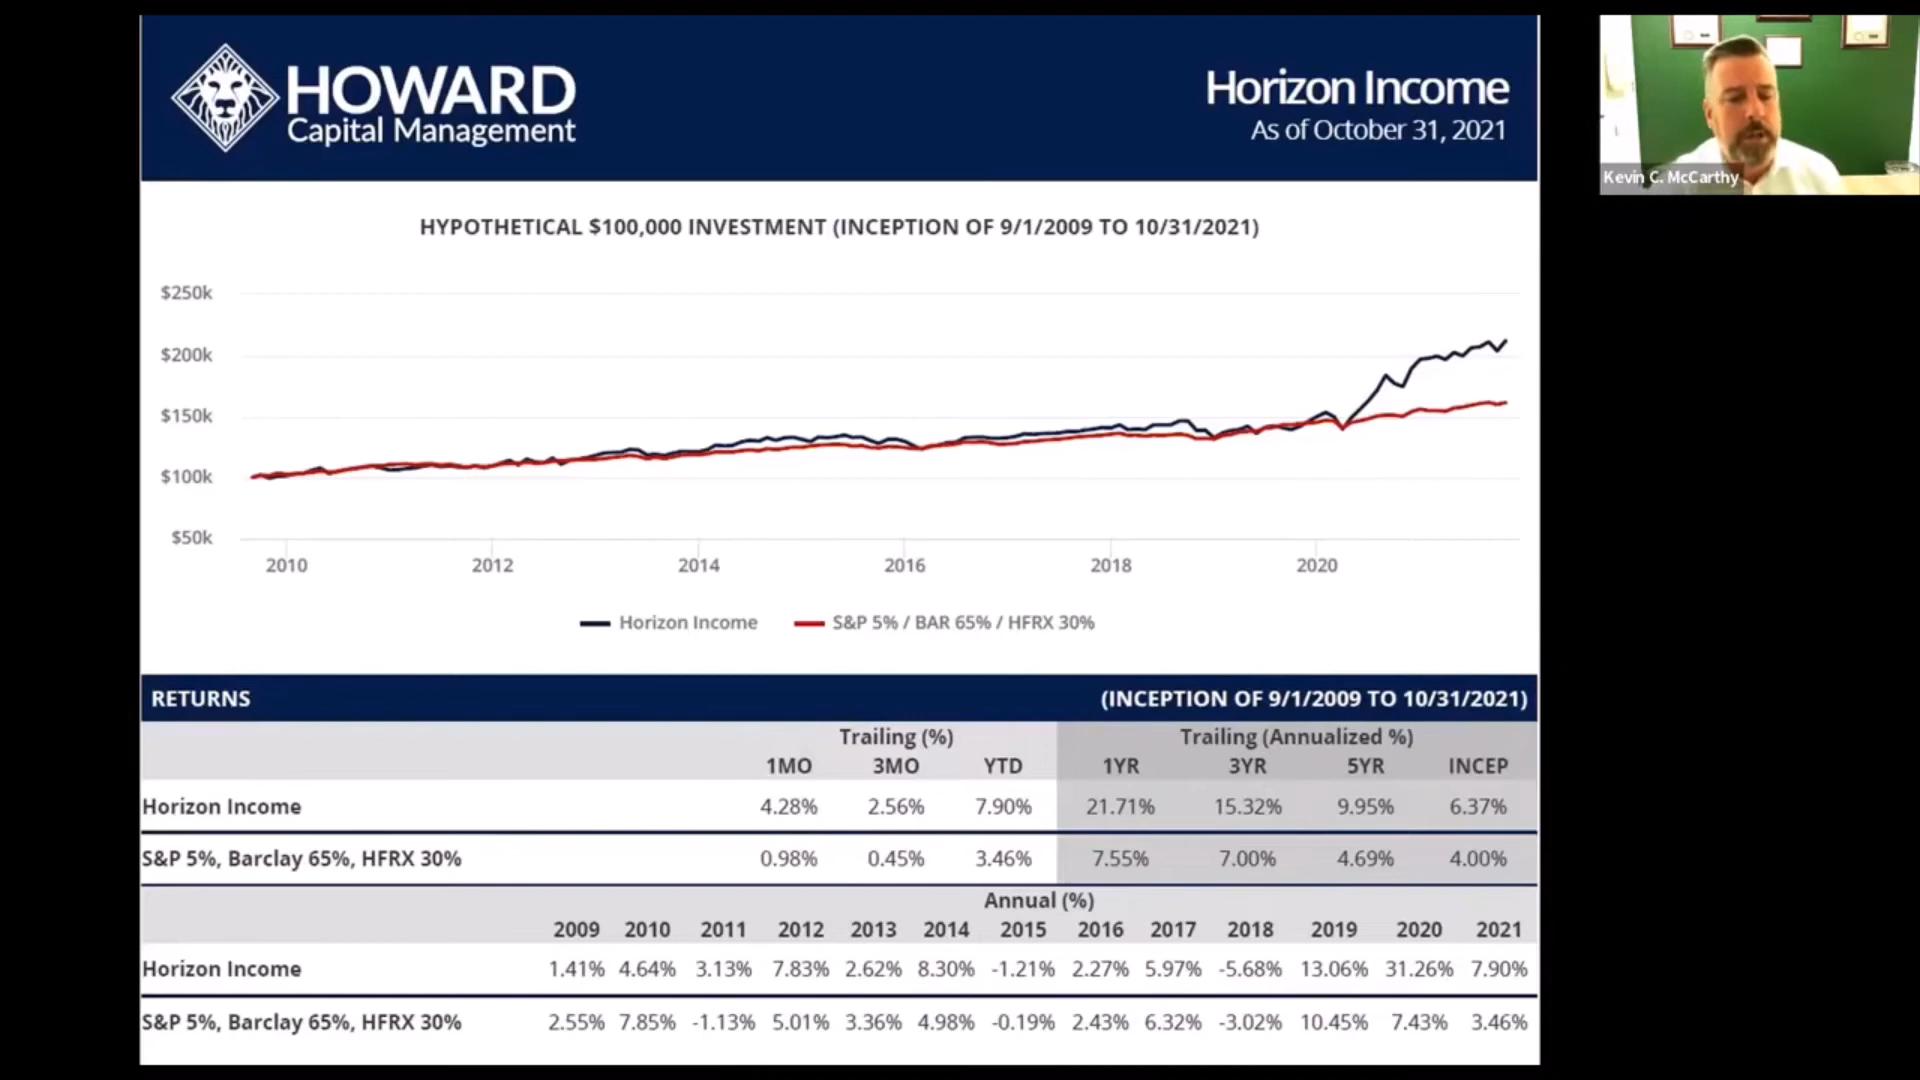 HOWARD
Capital Management
Horizon Income
As of October 31, 2021
Kevin C. McCarthy
HYPOTHETICAL $100,000 INVESTMENT (INCEPTION OF 9/1/2009 TO 10/31/2021)
$250k
$200k
$150k
$100k
$50k
2010 2012 2014 2016 2018 2020
Horizon Income S&P 5% / BAR 65% / HFRX 30%
RETURNS (INCEPTION OF 9/1/2009 TO 10/31/2021)
Trailing (%) Trailing (Annualized %)
1MO 3MO YTD 1YR 3YR 5YR INCEP
Horizon Income 4.28% 2.56% 7.90% 21.71% 15.32% 9.95% 6.37%
S&P 5%, Barclay 65%, HFRX 30% 0.98% 0.45% 3.46% 7.55% 7.00% 4.69% 4.00%
Annual (%)
2009 2010 2011 2012 2013 2014 2015 2016 2017 2018 2019 2020 2021
Horizon Income 1.41% 4.64% 3.13% 7.83% 2.62% 8.30% -1.21% 2.27% 5.97% -5.68% 13.06% 31.26% 7.90%
S&P 5%, Barclay 65%, HFRX 30% 2.55% 7.85% -1.13% 5.01% 3.36% 4.98% -0.19% 2.43% 6.32% -3.02% 10.45% 7.43% 3.46%